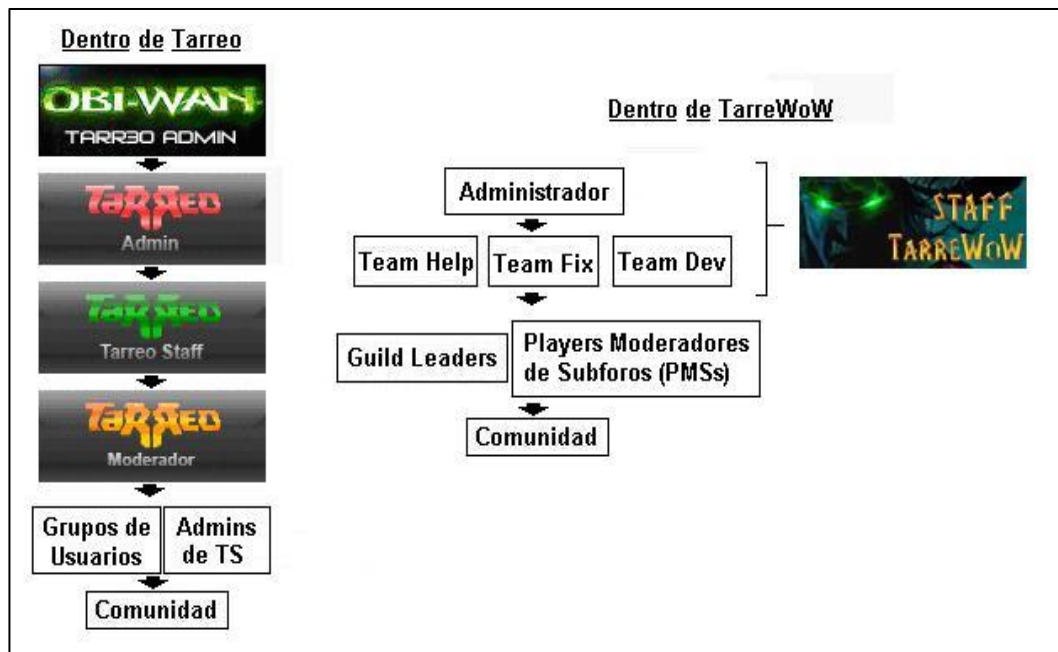 Dentro de Tarreo
OBI-WAN
TARR3O ADMIN
TaRREO
Admin
TaRREO
Tarreo Staff
TaRREO
Moderador
Grupos de
Usuarios
Admins
de TS
Comunidad
Dentro de TarreWoW
Administrador
Team Help
Team Fix
Team Dev
STAFF
TARREWOW
Guild Leaders
Players Moderadores
de Subforos (PMSs)
Comunidad